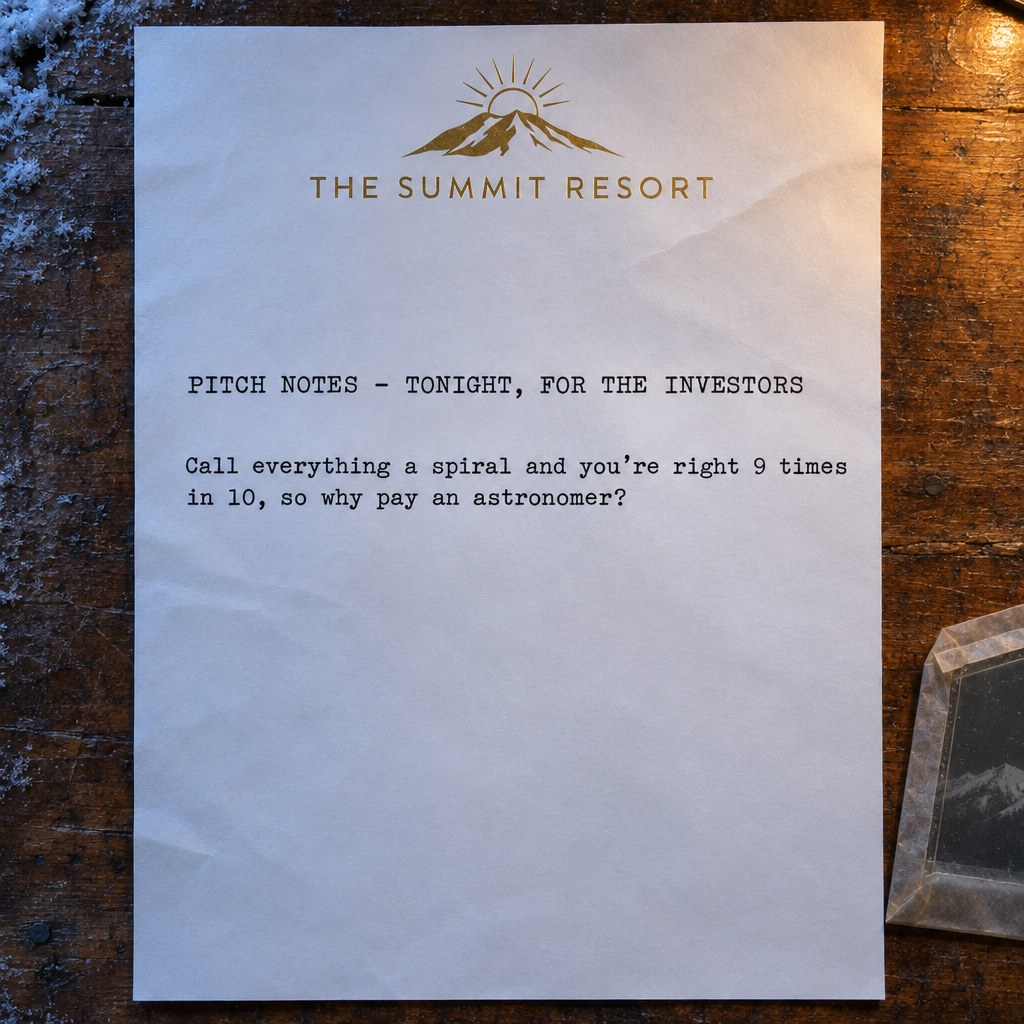 THE SUMMIT RESORT
PITCH NOTES – TONIGHT, FOR THE INVESTORS
Call everything a spiral and you’re right 9 times
in 10, so why pay an astronomer?